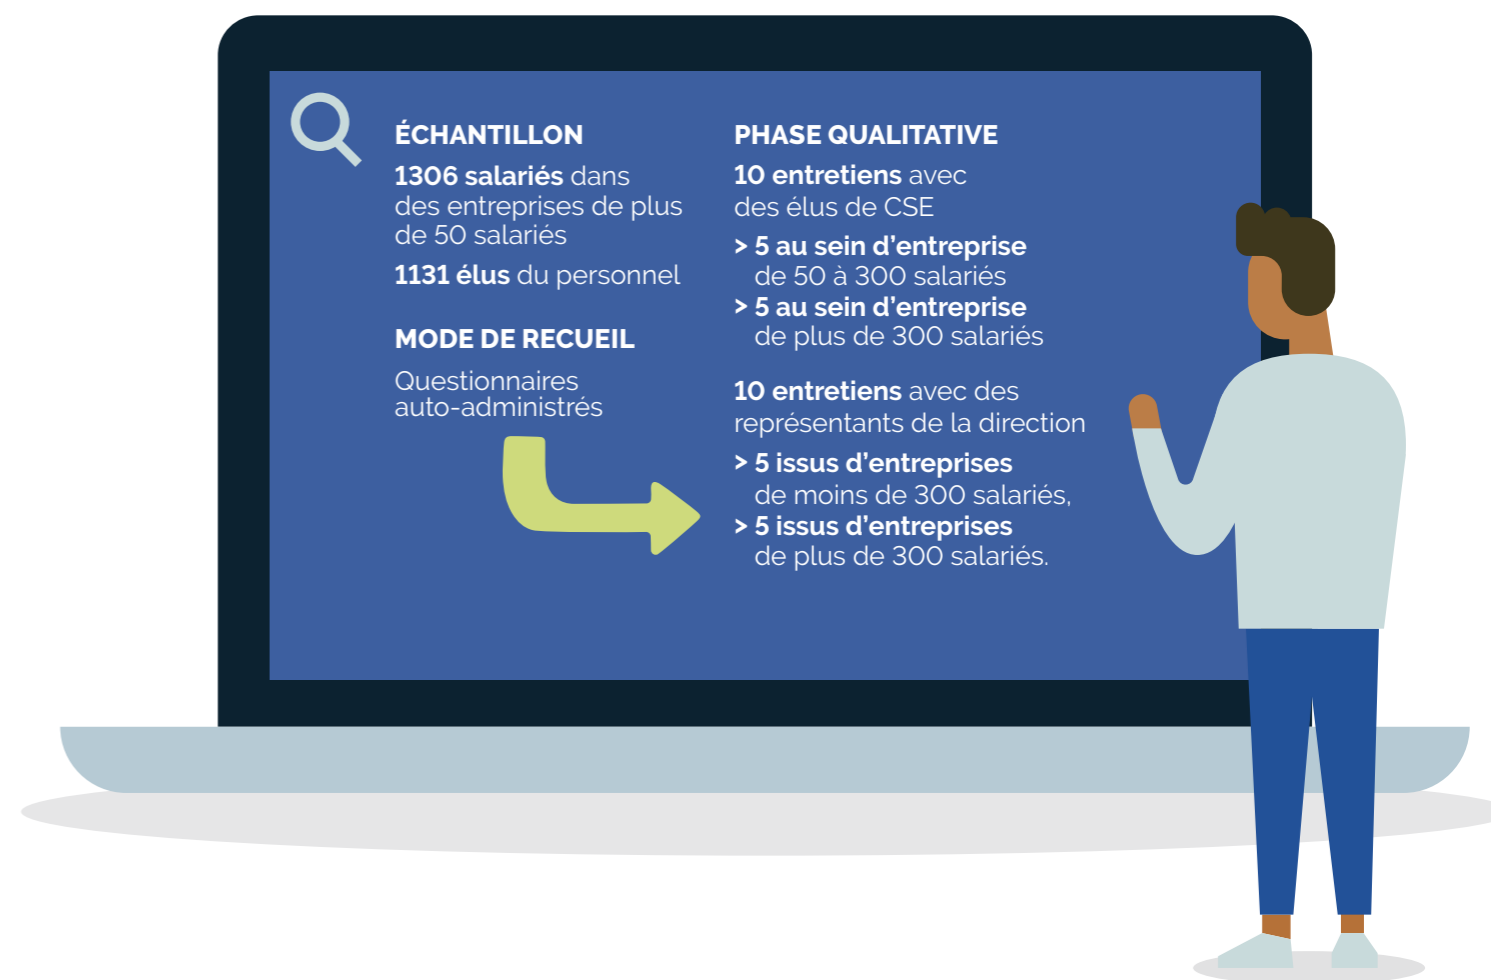 ÉCHANTILLON
1306 salariés dans
des entreprises de plus
de 50 salariés
1131 élus du personnel
MODE DE RECUEIL
Questionnaires
auto-administrés
PHASE QUALITATIVE
10 entretiens avec
des élus de CSE
> 5 au sein d'entreprise
de 50 à 300 salariés
> 5 au sein d'entreprise
de plus de 300 salariés
10 entretiens avec des
représentants de la direction
> 5 issus d'entreprises
de moins de 300 salariés,
> 5 issus d'entreprises
de plus de 300 salariés.